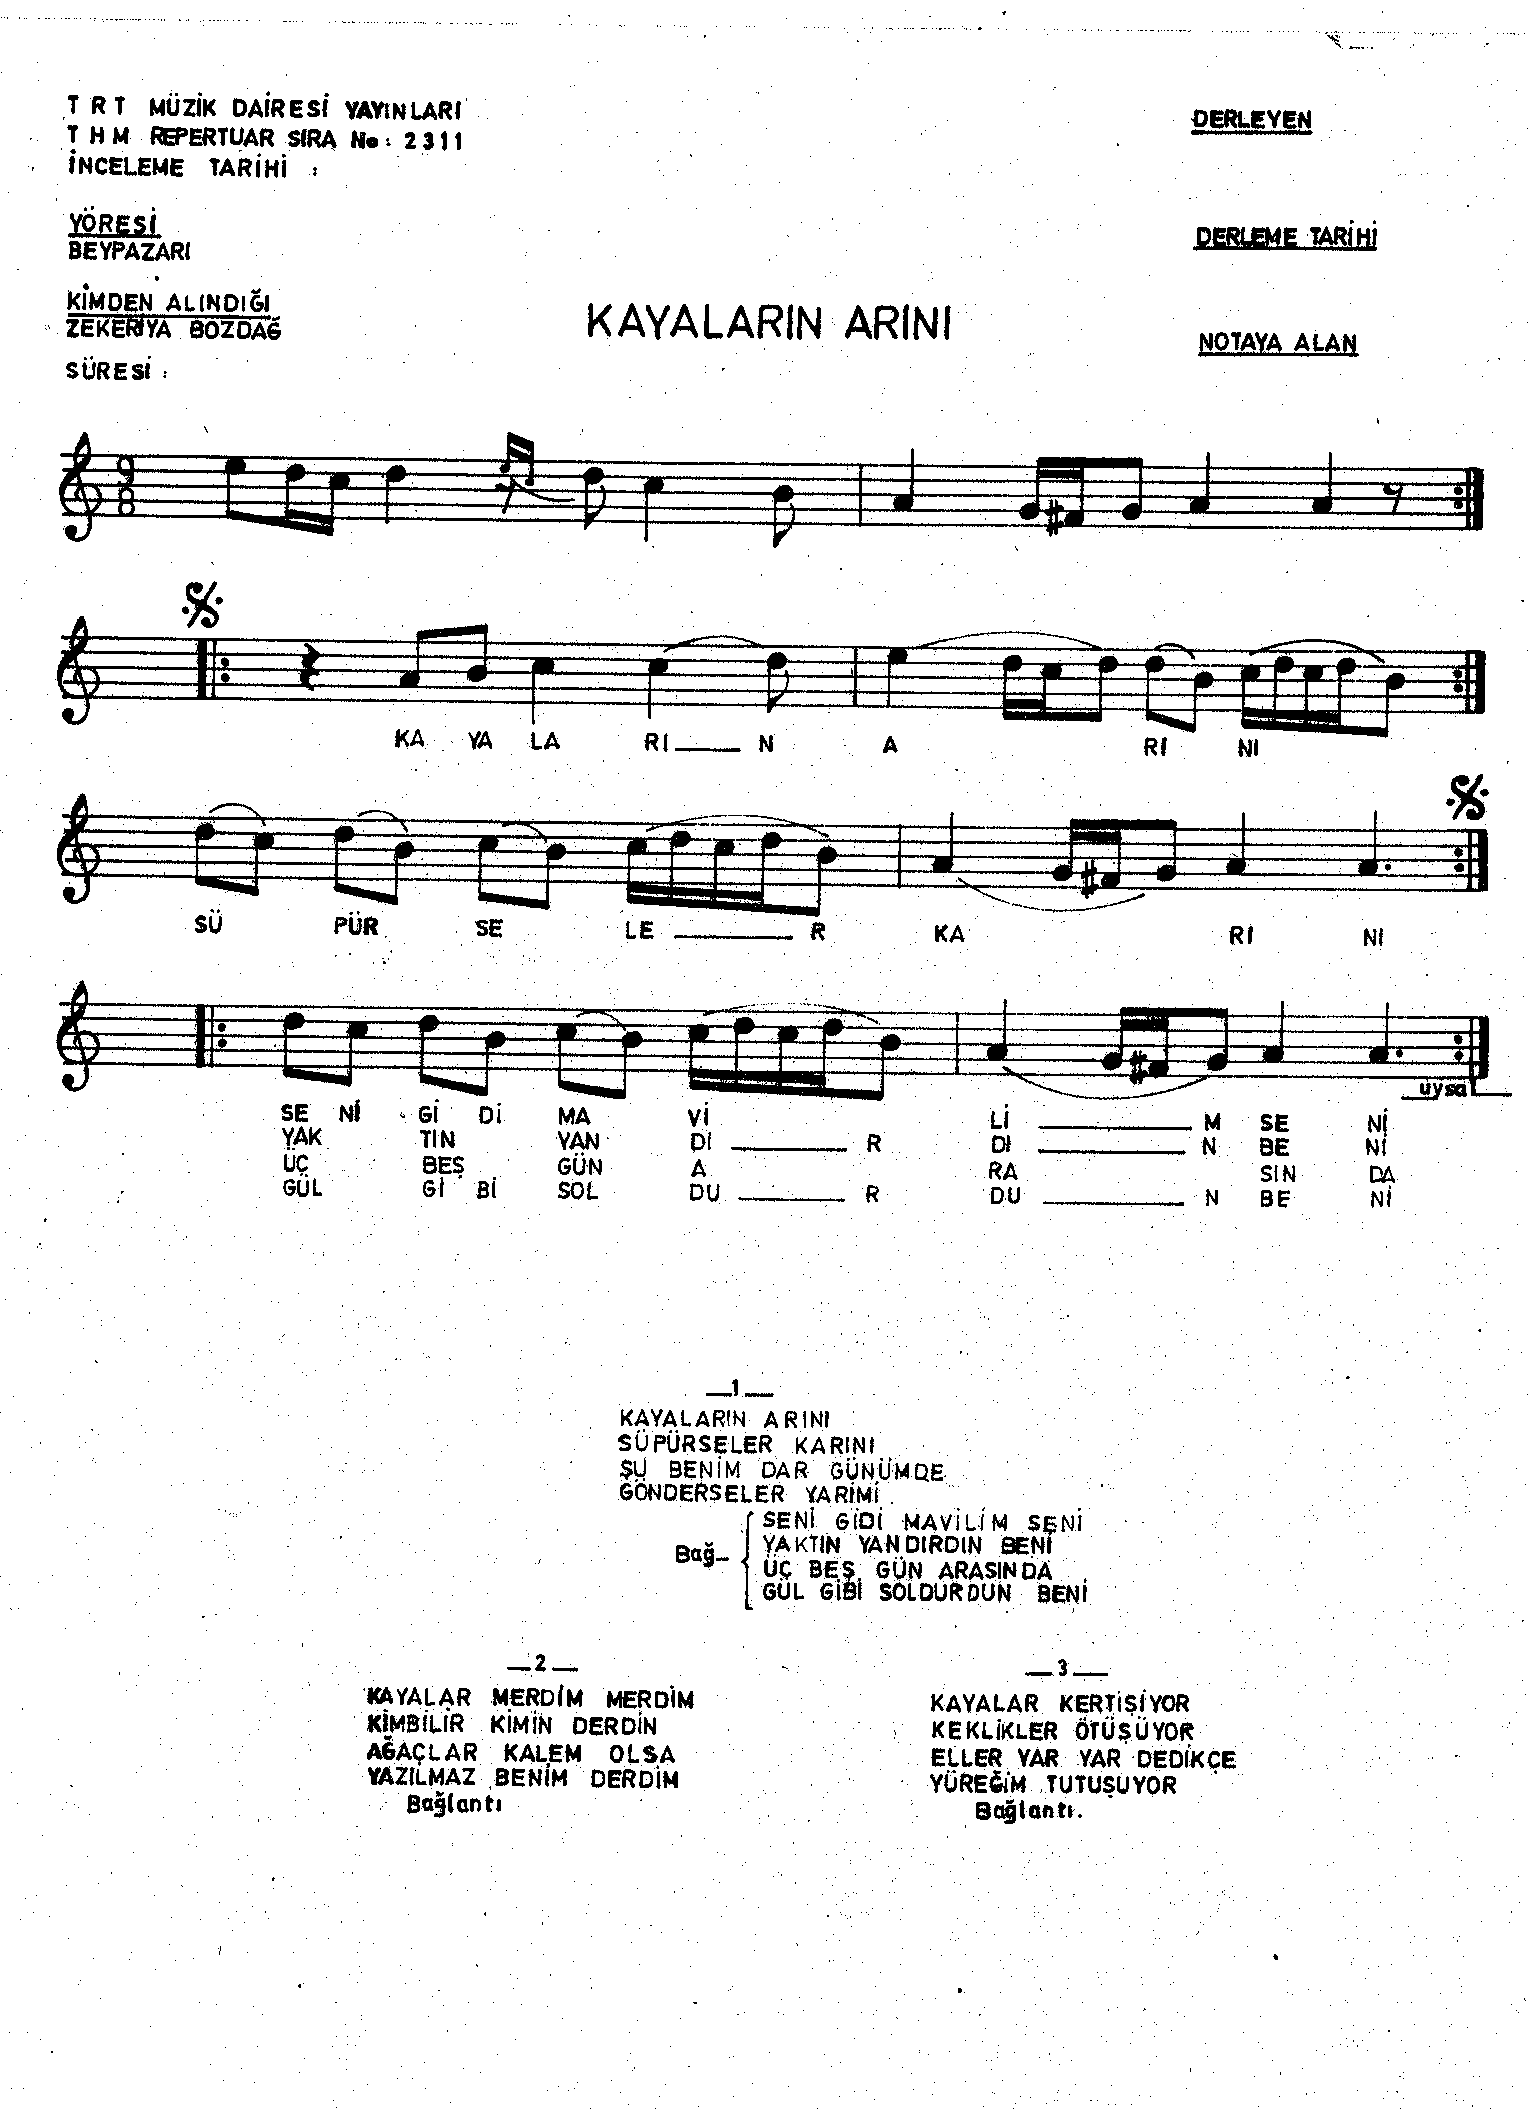 T R T MÜZİK DAİRESİ YAYINLARI
T H M REPERTUAR SIRA No: 2311
İNCELEME TARİHİ :
DERLEYEN
YÖRESİ
BEYPAZARI
DERLEME TARİHİ
KİMDEN ALINDIĞI
ZEKERİYA BOZDAĞ
KAYALARIN ARINI
NOTAYA ALAN
SÜRESİ :
9
8
KA YA LA RI N A RI NI
SÜ PÜR SE LE R KA RI NI
uysal
SE Nİ Gİ Dİ MA Vİ Lİ M SE Nİ
YAK TIN YAN DI R DI N BE Nİ
ÜÇ BEŞ GÜN A RA SIN DA
GÜL Gİ Bİ SOL DU R DU N BE Nİ
1
KAYALARIN ARINI
SÜPÜRSELER KARINI
ŞU BENİM DAR GÜNÜMDE
GÖNDERSELER YARİMİ
Bağ
SENİ GİDİ MAVİLİM SENİ
YAKTIN YANDIRDIN BENİ
ÜÇ BEŞ GÜN ARASINDA
GÜL GİBİ SOLDURDUN BENİ
2
KAYALAR MERDİM MERDİM
KİMBİLİR KİMİN DERDİN
AĞAÇLAR KALEM OLSA
YAZILMAZ BENİM DERDİM
Bağlantı
3
KAYALAR KERTİŞİYOR
KEKLİKLER ÖTÜŞÜYOR
ELLER YAR YAR DEDİKÇE
YÜREĞİM TUTUŞUYOR
Bağlantı.